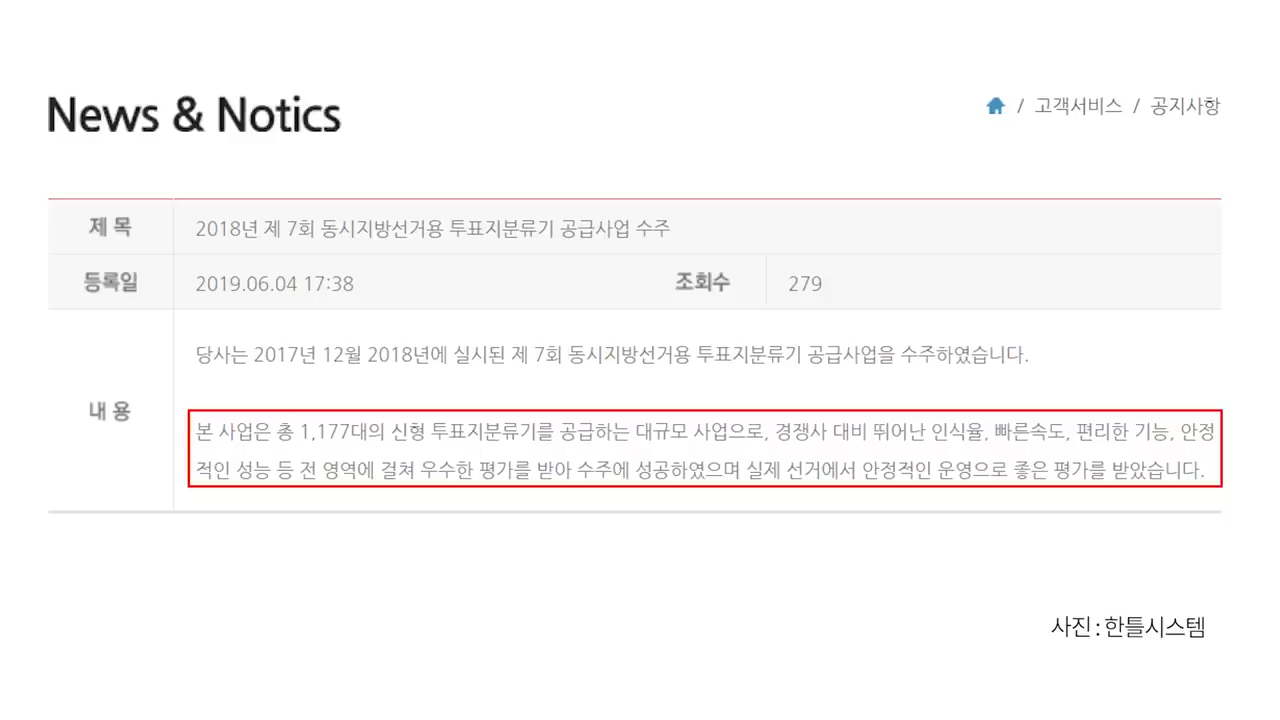 News & Notics
/ 고객서비스 / 공지사항
제 목 2018년 제 7회 동시지방선거용 투표지분류기 공급사업 수주
등록일 2019.06.04 17:38 조회수 279
당사는 2017년 12월 2018년에 실시된 제 7회 동시지방선거용 투표지분류기 공급사업을 수주하였습니다.
내 용
본 사업은 총 1,177대의 신형 투표지분류기를 공급하는 대규모 사업으로, 경쟁사 대비 뛰어난 인식율, 빠른속도, 편리한 기능, 안정
적인 성능 등 전 영역에 걸쳐 우수한 평가를 받아 수주에 성공하였으며 실제 선거에서 안정적인 운영으로 좋은 평가를 받았습니다.
사진 : 한틀시스템